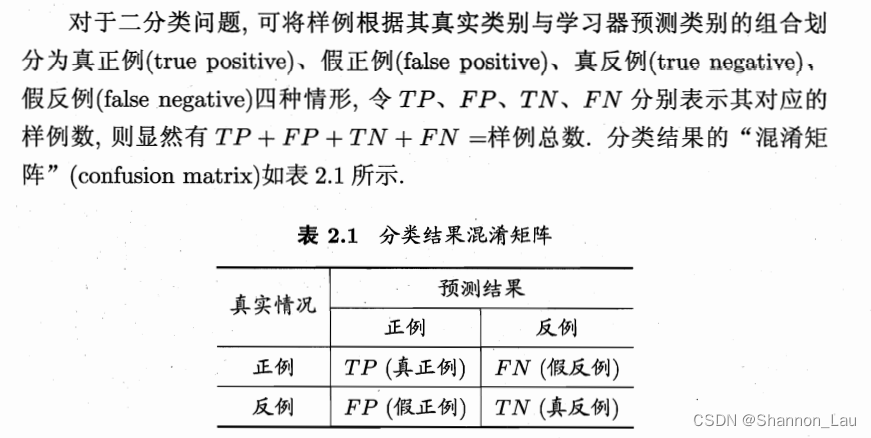 对于二分类问题, 可将样例根据其真实类别与学习器预测类别的组合划
分为真正例(true positive)、假正例(false positive)、真反例(true negative)、
假反例(false negative)四种情形, 令 TP、FP、TN、FN 分别表示其对应的
样例数, 则显然有 TP + FP + TN + FN =样例总数. 分类结果的“混淆矩
阵”(confusion matrix)如表 2.1 所示.
表 2.1 分类结果混淆矩阵
真实情况 预测结果
正例 反例
正例 TP (真正例) FN (假反例)
反例 FP (假正例) TN (真反例)
CSDN @Shannon_Lau